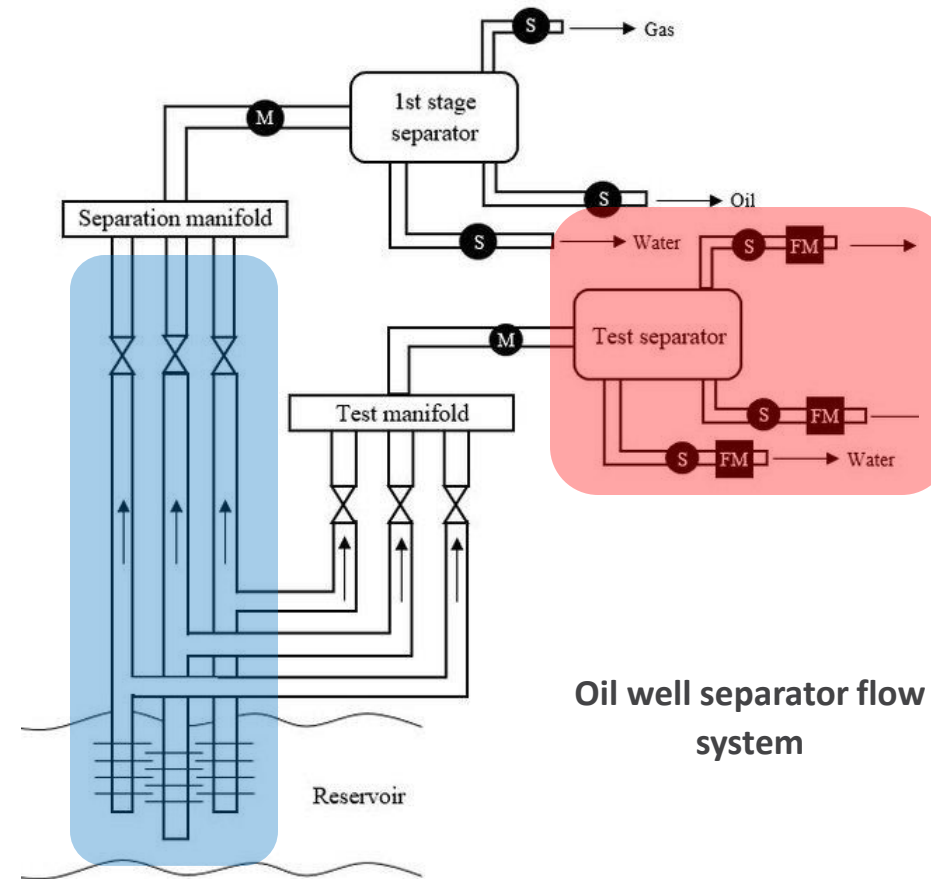 S
Gas
1st stage
separator
M
S
Oil
Separation manifold
S
Water
S
FM
Test separator
M
Test manifold
S
FM
S
FM
Water
Oil well separator flow
system
Reservoir